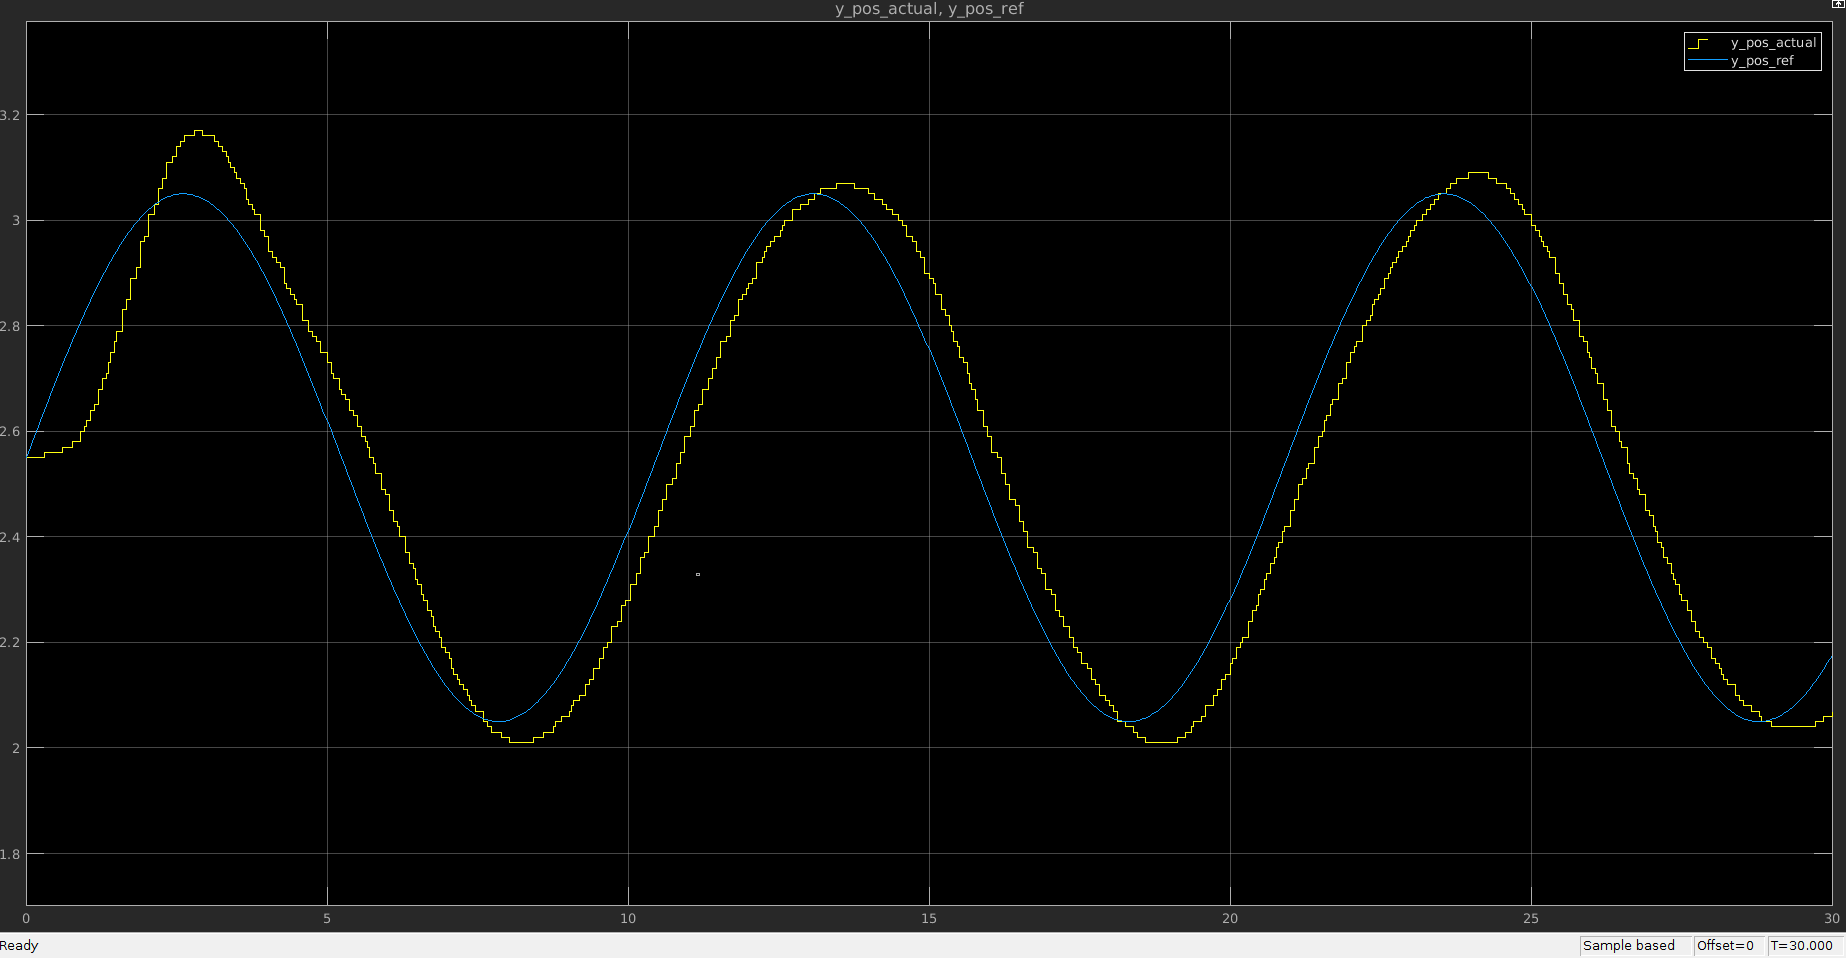 y_pos_actual, y_pos_ref
y_pos_actual
y_pos_ref
3.2
3
2.8
2.6
2.4
2.2
2
1.8
0 5 10 15 20 25 30
Ready Sample based Offset=0 T=30.000